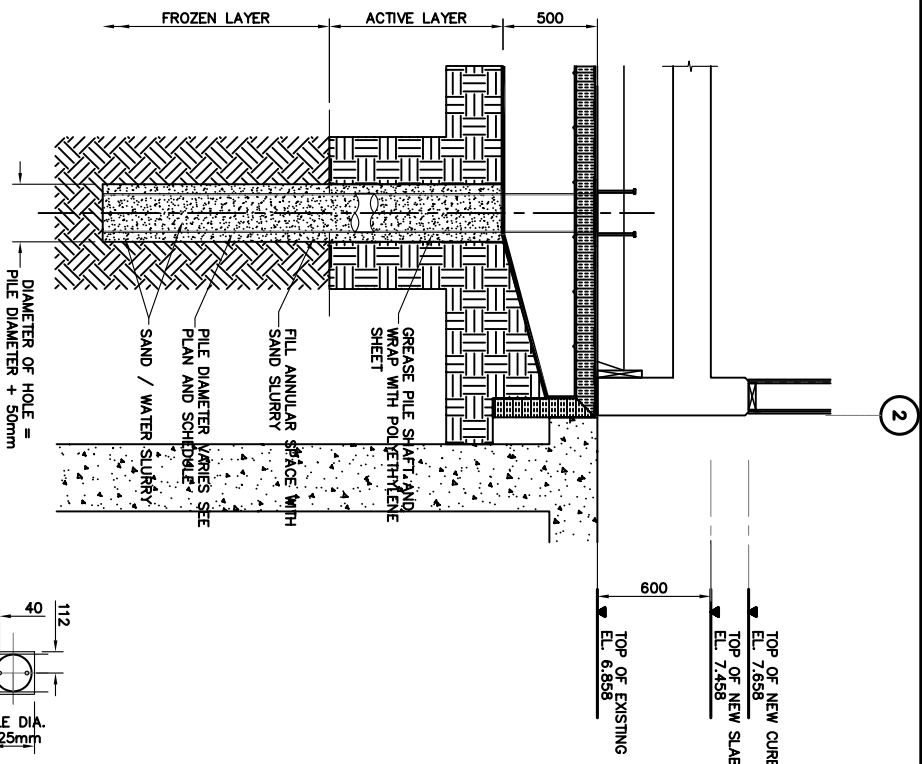 FROZEN LAYER
ACTIVE LAYER
500
2
GREASE PILE SHAFT AND
WRAP WITH POLYETHYLENE
SHEET
FILL ANNULAR SPACE WITH
SAND SLURRY
PILE DIAMETER VARIES SEE
PLAN AND SCHEDULE
SAND / WATER SLURRY
DIAMETER OF HOLE =
PILE DIAMETER + 50mm
600
TOP OF NEW CURB
EL. 7.658
TOP OF NEW SLAB
EL. 7.458
TOP OF EXISTING
EL. 6.858
40
112
LE DIA.
25mm